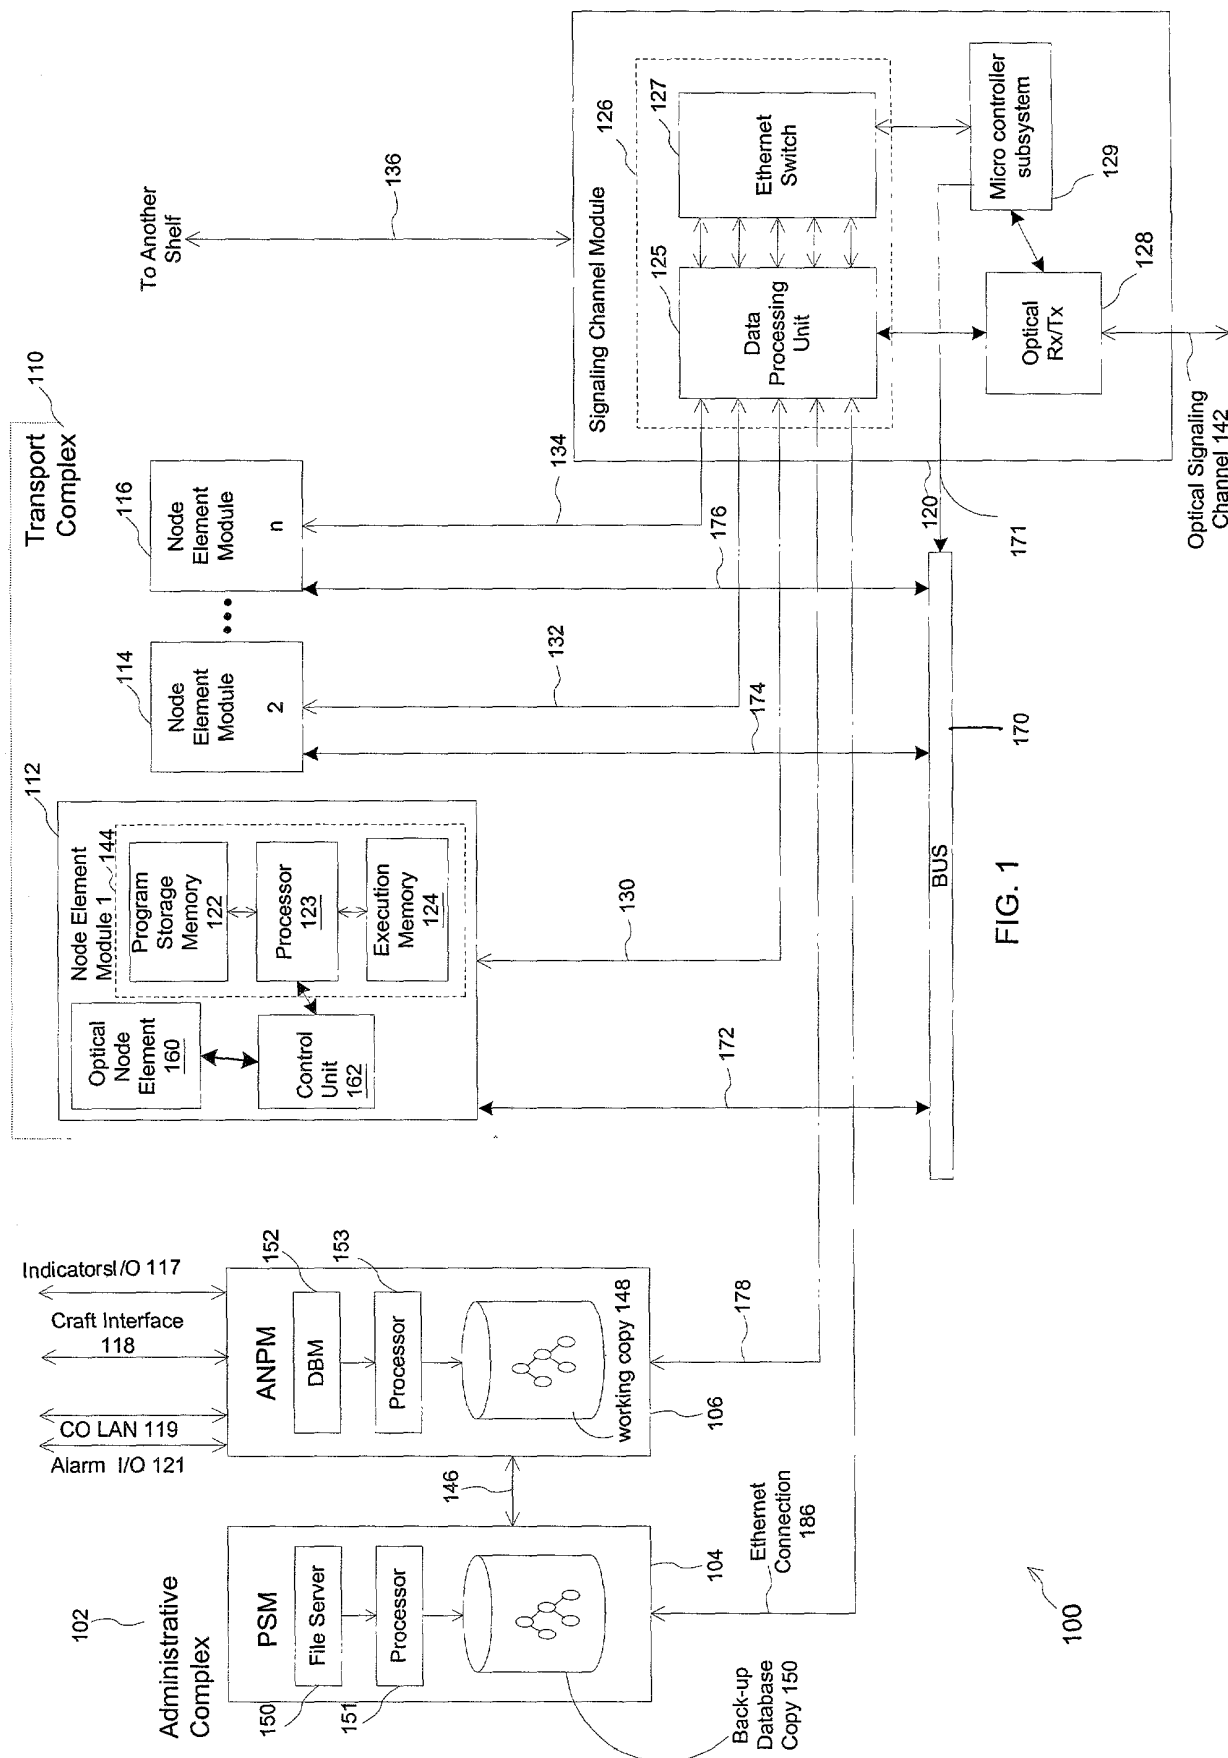 102
Administrative
Complex
PSM
File Server
Processor
150
151
Back-up
Database
Copy 150
104
Ethernet
Connection
186
146
IndicatorsI/O 117
Craft Interface
118
CO LAN 119
Alarm I/O 121
ANPM
DBM
Processor
152
153
working copy 148
106
178
Transport
Complex
110
112
Node Element
Module 1
144
Program
Storage
Memory
122
Processor
123
Execution
Memory
124
Optical
Node
Element
160
Control
Unit
162
172
130
114
Node
Element
Module
2
132
174
116
Node
Element
Module
n
134
176
To Another
Shelf
136
Signaling Channel Module
126
125
Data
Processing
Unit
127
Ethernet
Switch
Micro controller
subsystem
129
Optical
Rx/Tx
128
120
171
Optical Signaling
Channel 142
BUS
170
FIG. 1
100